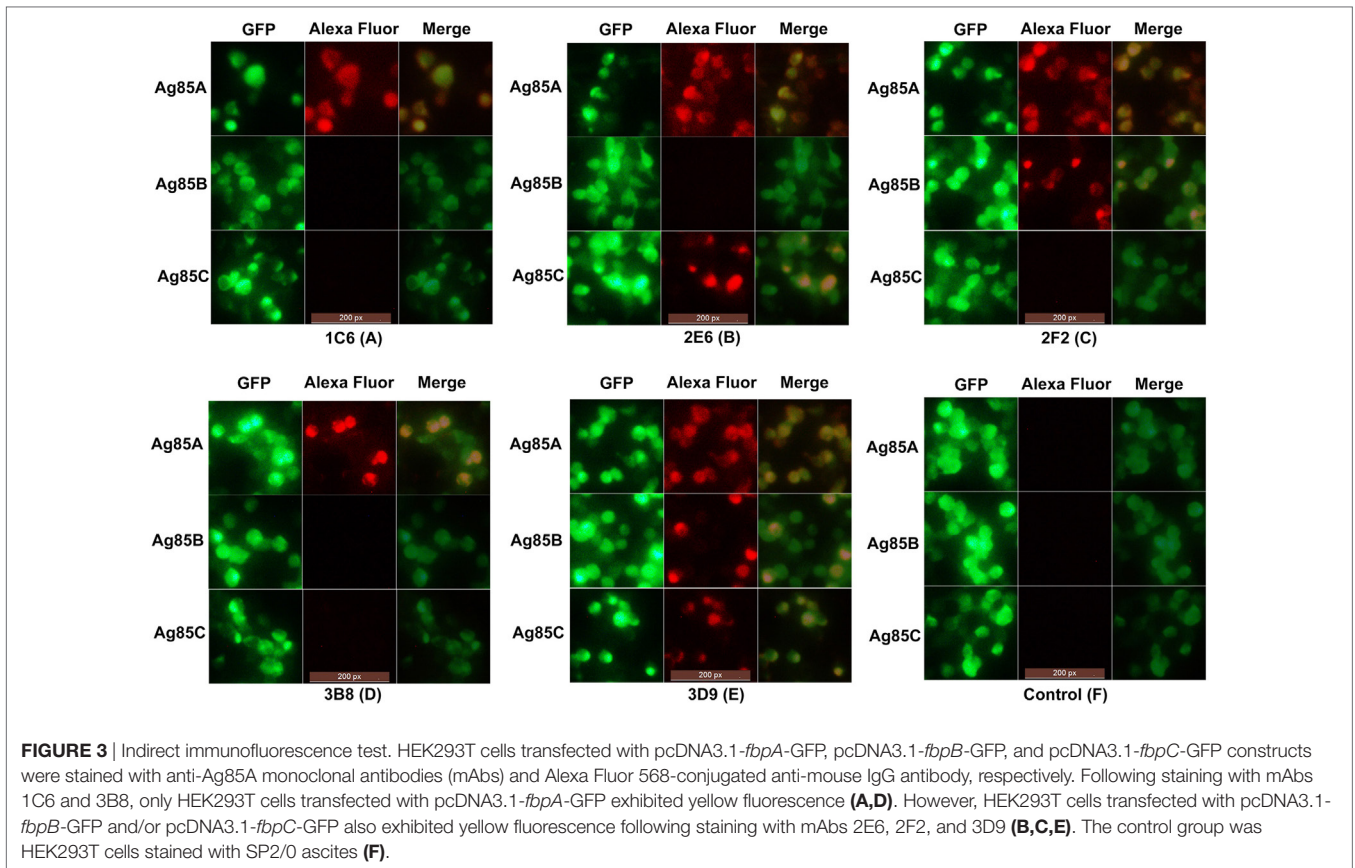 GFP Alexa Fluor Merge
Ag85A
Ag85B
Ag85C
200 px
1C6 (A)
GFP Alexa Fluor Merge
Ag85A
Ag85B
Ag85C
200 px
2E6 (B)
GFP Alexa Fluor Merge
Ag85A
Ag85B
Ag85C
200 px
2F2 (C)
GFP Alexa Fluor Merge
Ag85A
Ag85B
Ag85C
200 px
3B8 (D)
GFP Alexa Fluor Merge
Ag85A
Ag85B
Ag85C
200 px
3D9 (E)
GFP Alexa Fluor Merge
Ag85A
Ag85B
Ag85C
200 px
Control (F)
FIGURE 3 | Indirect immunofluorescence test. HEK293T cells transfected with pcDNA3.1-fbpA-GFP, pcDNA3.1-fbpB-GFP, and pcDNA3.1-fbpC-GFP constructs
were stained with anti-Ag85A monoclonal antibodies (mAbs) and Alexa Fluor 568-conjugated anti-mouse IgG antibody, respectively. Following staining with mAbs
1C6 and 3B8, only HEK293T cells transfected with pcDNA3.1-fbpA-GFP exhibited yellow fluorescence (A,D). However, HEK293T cells transfected with pcDNA3.1-
fbpB-GFP and/or pcDNA3.1-fbpC-GFP also exhibited yellow fluorescence following staining with mAbs 2E6, 2F2, and 3D9 (B,C,E). The control group was
HEK293T cells stained with SP2/0 ascites (F).